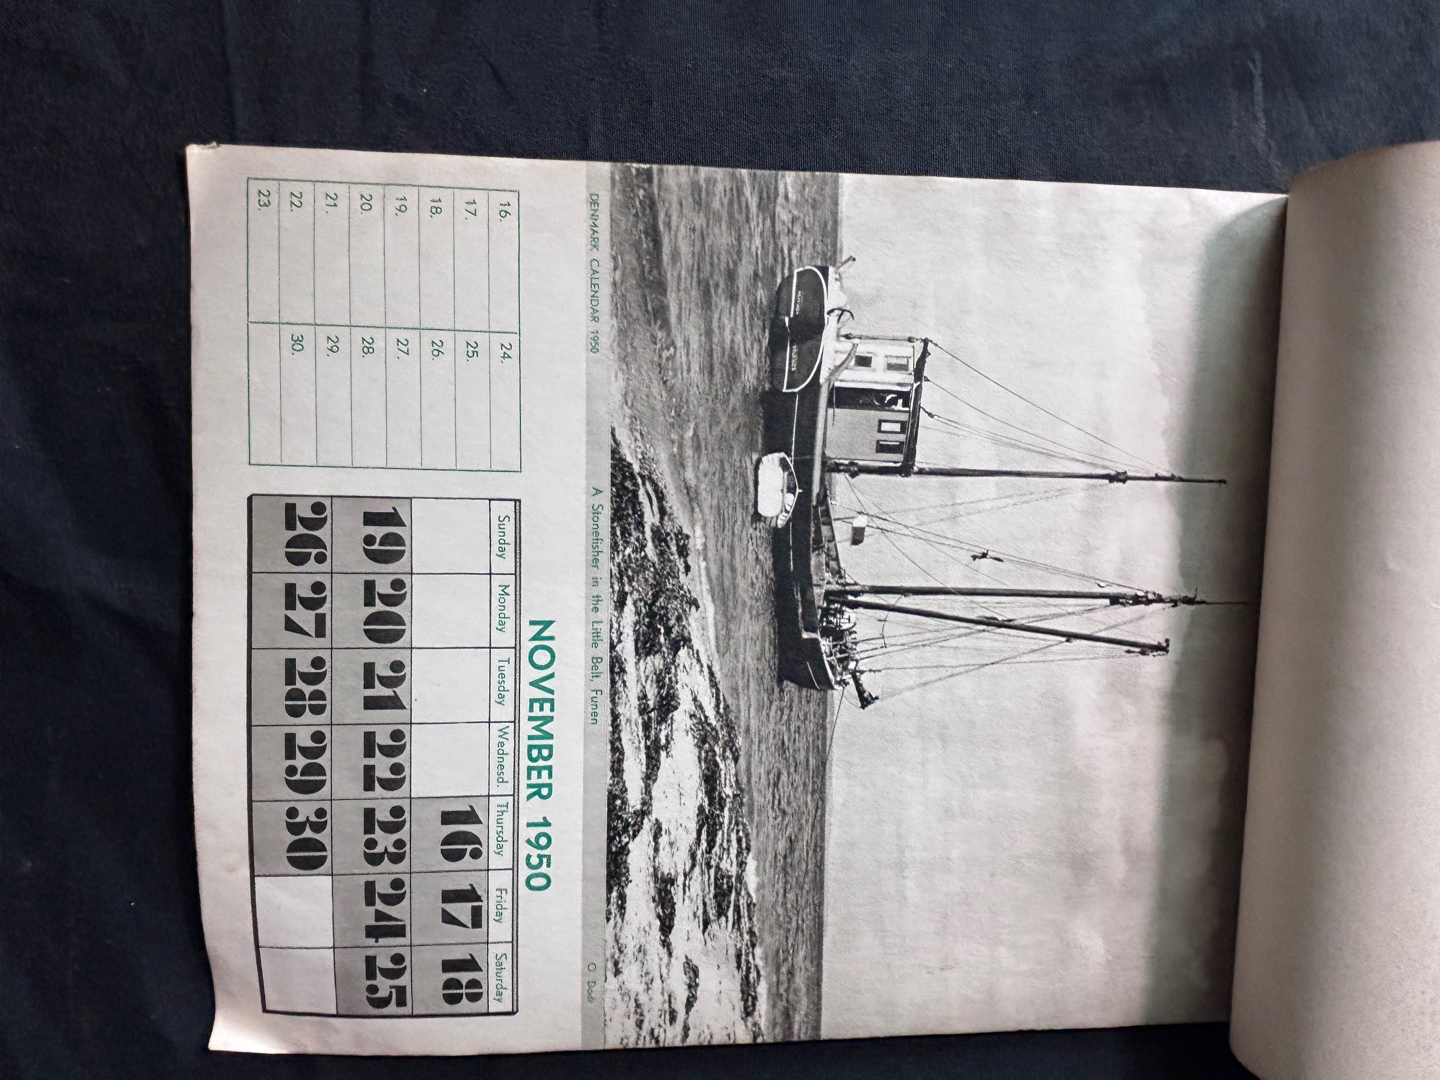 DENMARK CALENDAR 1950 A Stonefisher in the Little Belt, Funen
NOVEMBER 1950
16. 24.
17. 25.
18. 26.
19. 27.
20. 28.
21. 29.
22. 30.
23.
Sunday Monday Tuesday Wednesd. Thursday Friday Saturday
16 17 18
19 20 21 22 23 24 25
26 27 28 29 30